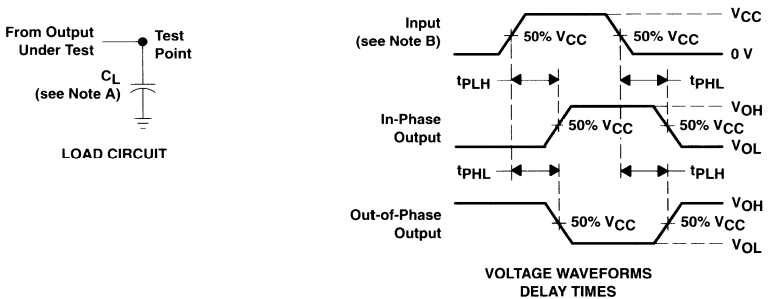 From Output
Under Test
Test
Point
CL
(see Note A)
LOAD CIRCUIT
Input
(see Note B)
50% VCC
50% VCC
VCC
0 V
tPLH
tPHL
In-Phase
Output
50% VCC
50% VCC
VOH
VOL
tPHL
tPLH
Out-of-Phase
Output
50% VCC
50% VCC
VOH
VOL
VOLTAGE WAVEFORMS
DELAY TIMES